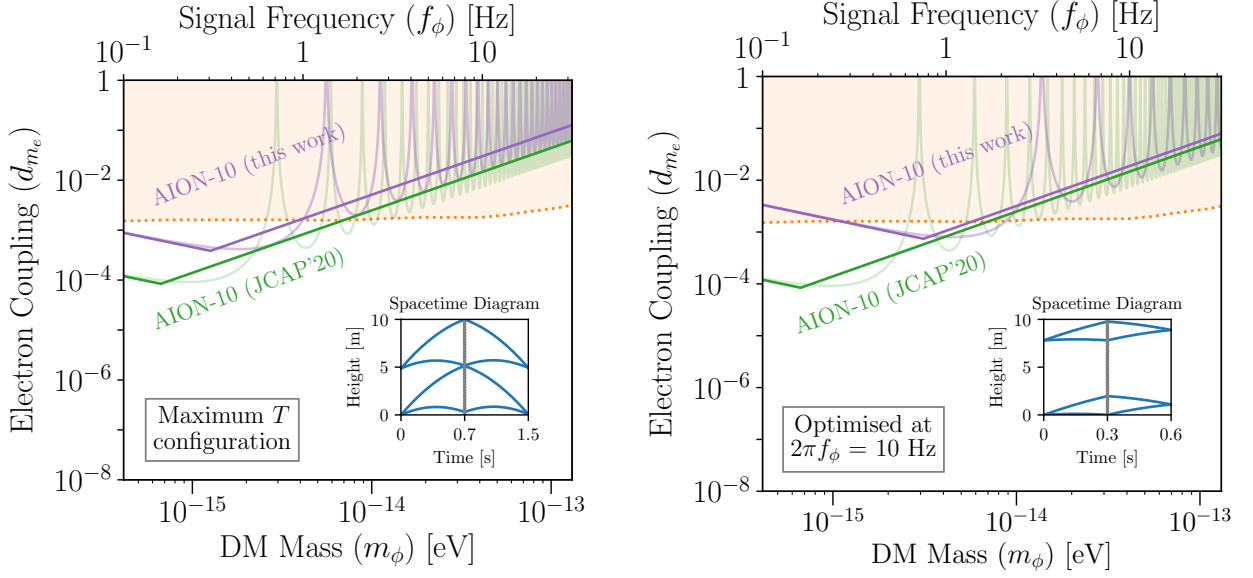 Signal Frequency (f_ϕ) [Hz]
10⁻¹ 1 10
1
10⁻²
10⁻⁴
10⁻⁶
10⁻⁸
Electron Coupling (d_{m_e})
AION-10 (this work)
AION-10 (JCAP'20)
Maximum T
configuration
Spacetime Diagram
Height [m]
10
5
0
0 0.7 1.5
Time [s]
10⁻¹⁵ 10⁻¹⁴ 10⁻¹³
DM Mass (m_ϕ) [eV]
Signal Frequency (f_ϕ) [Hz]
10⁻¹ 1 10
1
10⁻²
10⁻⁴
10⁻⁶
10⁻⁸
Electron Coupling (d_{m_e})
AION-10 (this work)
AION-10 (JCAP'20)
Optimised at
2πf_ϕ = 10 Hz
Spacetime Diagram
Height [m]
10
5
0
0 0.3 0.6
Time [s]
10⁻¹⁵ 10⁻¹⁴ 10⁻¹³
DM Mass (m_ϕ) [eV]